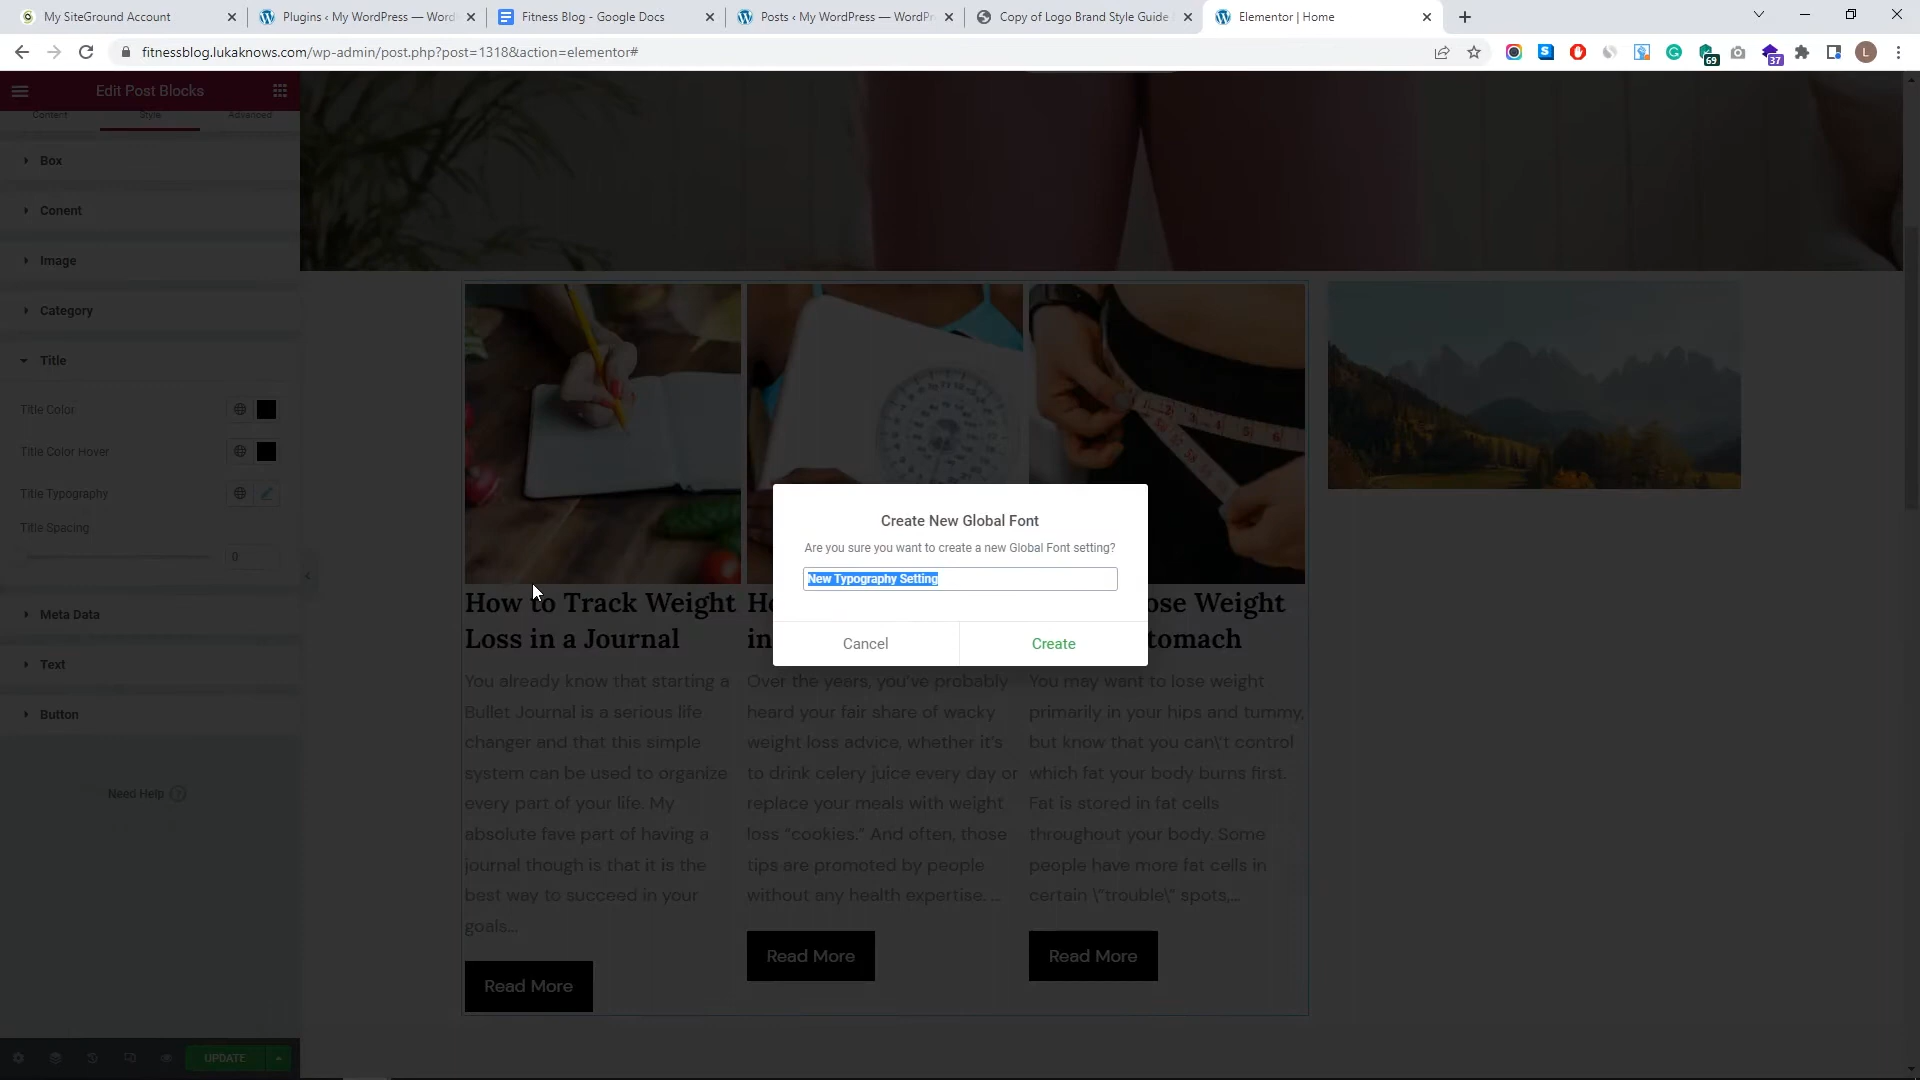 My SiteGround Account
Plugins ‹ My WordPress — Word
Fitness Blog - Google Docs
Posts ‹ My WordPress — WordPr
Copy of Logo Brand Style Guide
Elementor | Home
fitnessblog.lukaknows.com/wp-admin/post.php?post=1318&action=elementor#
69
37
L
Edit Post Blocks
Content
Style
Advanced
Box
Conent
Image
Category
Title
Title Color
Title Color Hover
Title Typography
Title Spacing
0
Meta Data
Text
Button
Need Help ?
UPDATE
Create New Global Font
Are you sure you want to create a new Global Font setting?
New Typography Setting
Cancel
Create
How to Track Weight
Loss in a Journal
You already know that starting a
Bullet Journal is a serious life
changer and that this simple
system can be used to organize
every part of your life. My
absolute fave part of having a
journal though is that it is the
best way to succeed in your
goals...
Read More
in
Over the years, you've probably
heard your fair share of wacky
weight loss advice, whether it's
to drink celery juice every day or
replace your meals with weight
loss "cookies." And often, those
tips are promoted by people
without any health expertise. ...
Read More
ose Weight
tomach
You may want to lose weight
primarily in your hips and tummy,
but know that you can\'t control
which fat your body burns first.
Fat is stored in fat cells
throughout your body. Some
people have more fat cells in
certain \"trouble\" spots,...
Read More